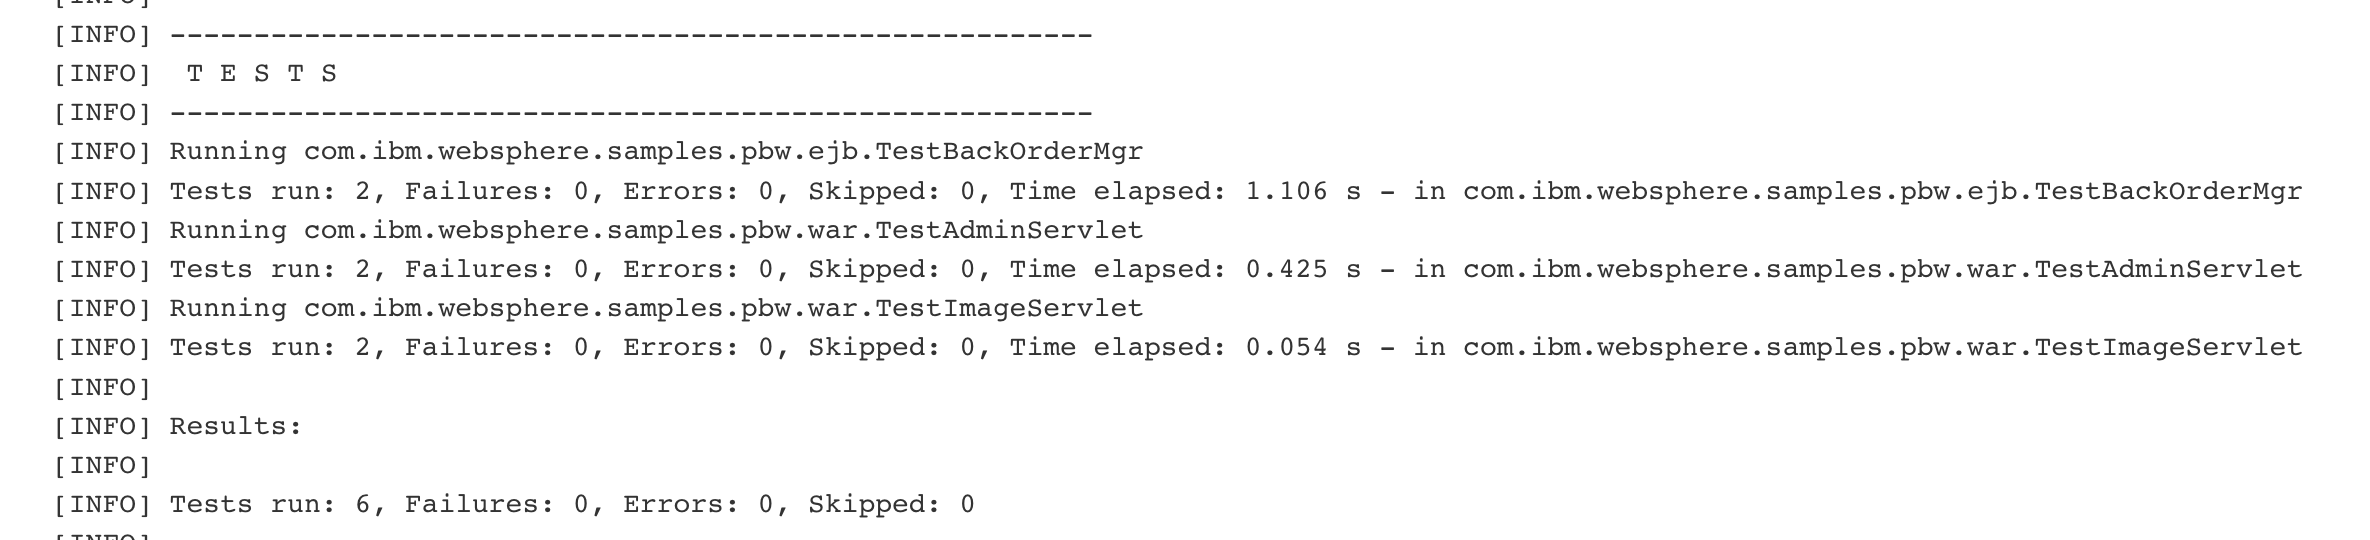 [INFO]
[INFO] -------------------------------------------------------
[INFO]  T E S T S
[INFO] -------------------------------------------------------
[INFO] Running com.ibm.websphere.samples.pbw.ejb.TestBackOrderMgr
[INFO] Tests run: 2, Failures: 0, Errors: 0, Skipped: 0, Time elapsed: 1.106 s - in com.ibm.websphere.samples.pbw.ejb.TestBackOrderMgr
[INFO] Running com.ibm.websphere.samples.pbw.war.TestAdminServlet
[INFO] Tests run: 2, Failures: 0, Errors: 0, Skipped: 0, Time elapsed: 0.425 s - in com.ibm.websphere.samples.pbw.war.TestAdminServlet
[INFO] Running com.ibm.websphere.samples.pbw.war.TestImageServlet
[INFO] Tests run: 2, Failures: 0, Errors: 0, Skipped: 0, Time elapsed: 0.054 s - in com.ibm.websphere.samples.pbw.war.TestImageServlet
[INFO]
[INFO] Results:
[INFO]
[INFO] Tests run: 6, Failures: 0, Errors: 0, Skipped: 0
[INFO]